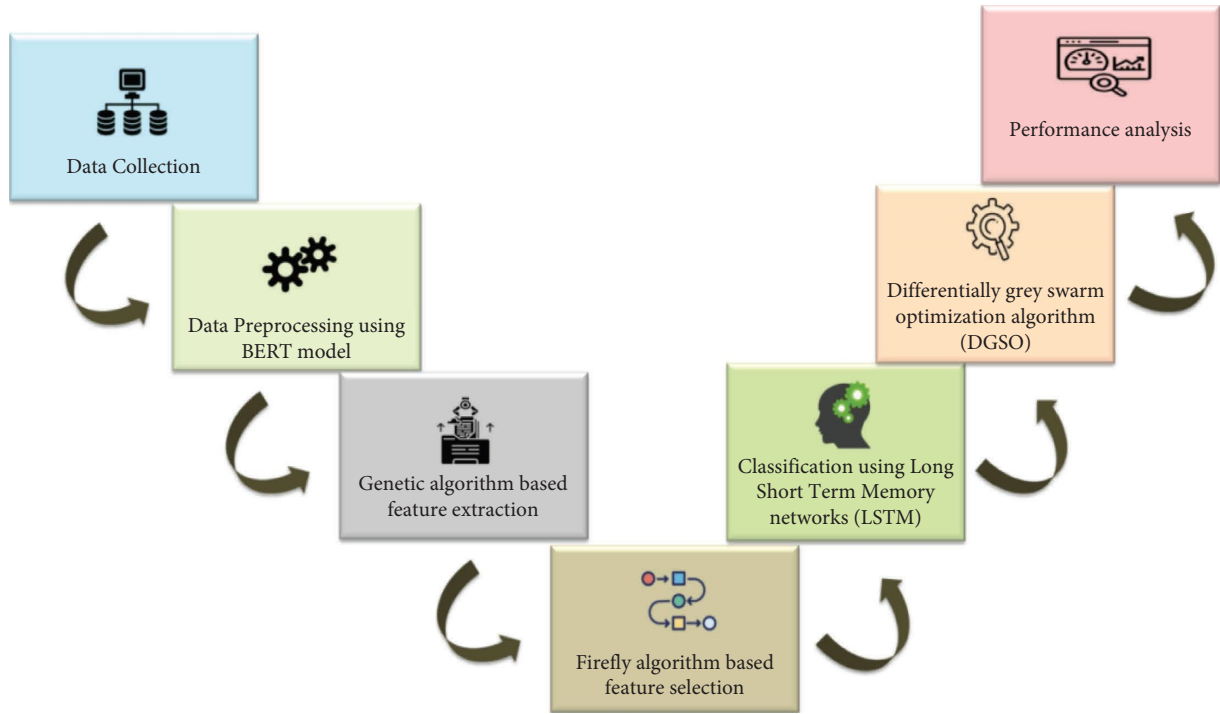 Data Collection
Data Preprocessing using
BERT model
Genetic algorithm based
feature extraction
Firefly algorithm based
feature selection
Classification using Long
Short Term Memory
networks (LSTM)
Differentially grey swarm
optimization algorithm
(DGSO)
Performance analysis